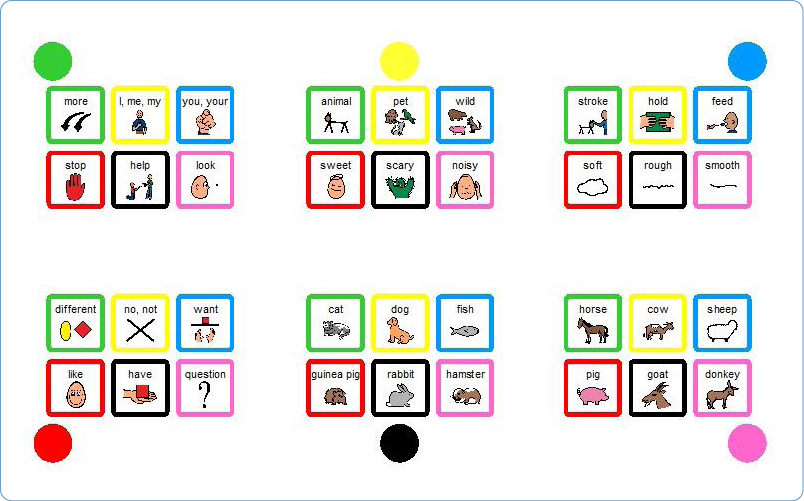 more
I, me, my
you, your
stop
help
look
animal
pet
wild
sweet
scary
noisy
stroke
hold
feed
soft
rough
smooth
different
no, not
want
like
have
question
cat
dog
fish
guinea pig
rabbit
hamster
horse
cow
sheep
pig
goat
donkey